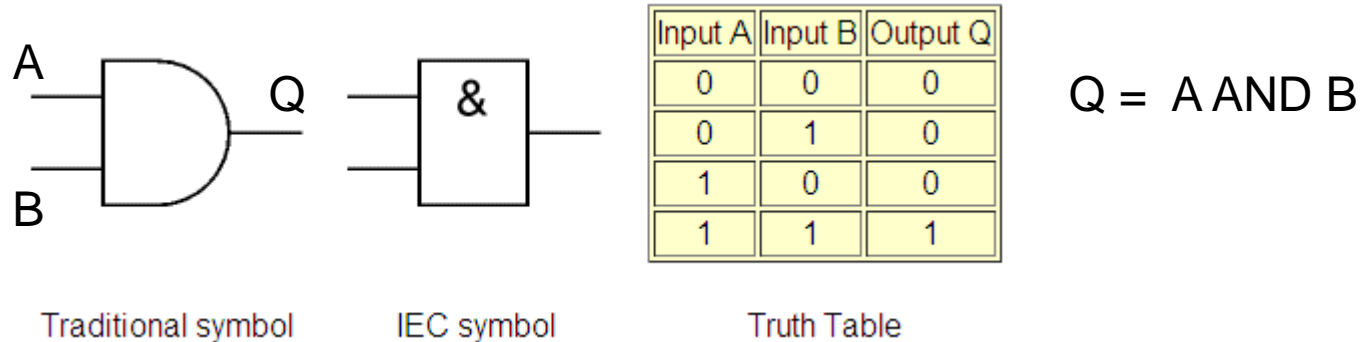 A
B
Q
&
Input A Input B Output Q
0 0 0
0 1 0
1 0 0
1 1 1
Q = A AND B
Traditional symbol
IEC symbol
Truth Table